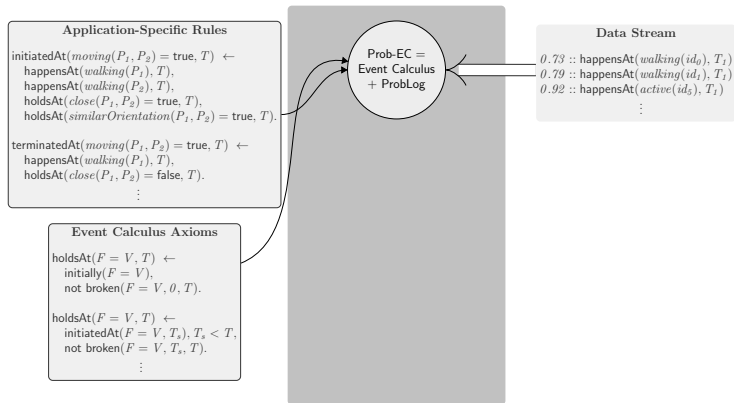 Application-Specific Rules
initiatedAt(moving(P₁, P₂) = true, T) ←
happensAt(walking(P₁), T),
happensAt(walking(P₂), T),
holdsAt(close(P₁, P₂) = true, T),
holdsAt(similarOrientation(P₁, P₂) = true, T).
terminatedAt(moving(P₁, P₂) = true, T) ←
happensAt(walking(P₁), T),
holdsAt(close(P₁, P₂) = false, T).
⋮
Event Calculus Axioms
holdsAt(F = V, T) ←
initially(F = V),
not broken(F = V, 0, T).
holdsAt(F = V, T) ←
initiatedAt(F = V, Tₛ), Tₛ < T,
not broken(F = V, Tₛ, T).
⋮
Prob-EC =
Event Calculus
+ ProbLog
Data Stream
0.73 :: happensAt(walking(id₀), T₁)
0.79 :: happensAt(walking(id₁), T₁)
0.92 :: happensAt(active(id₅), T₁)
⋮